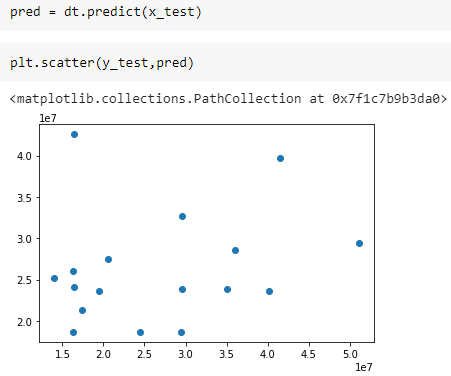 pred = dt.predict(x_test)
plt.scatter(y_test,pred)
<matplotlib.collections.PathCollection at 0x7f1c7b9b3da0>
1e7
4.0
3.5
3.0
2.5
2.0
1.5 2.0 2.5 3.0 3.5 4.0 4.5 5.0
1e7